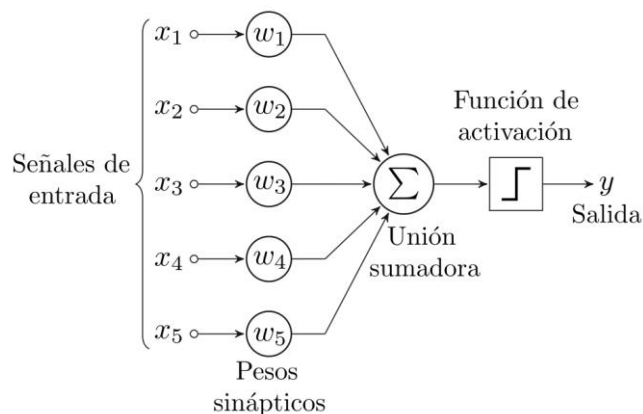 Señales de
entrada
x₁
w₁
x₂
w₂
x₃
w₃
x₄
w₄
x₅
w₅
Pesos
sinápticos
Σ
Unión
sumadora
Función de
activación
y
Salida